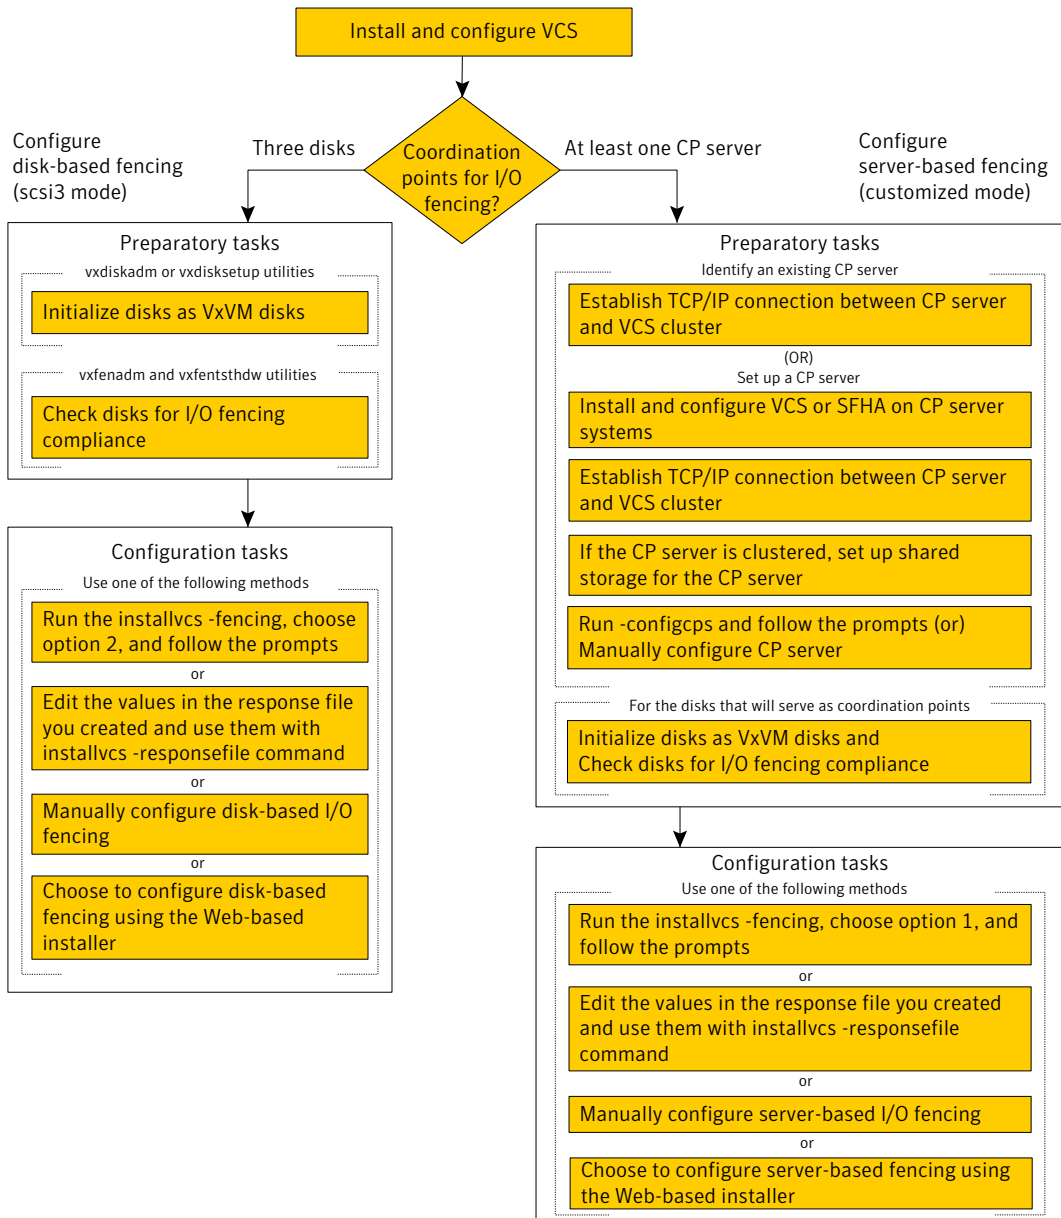 Install and configure VCS
Coordination
points for I/O
fencing?
Three disks
At least one CP server
Configure
disk-based fencing
(scsi3 mode)
Preparatory tasks
vxdiskadm or vxdisksetup utilities
Initialize disks as VxVM disks
vxfenadm and vxfentsthdw utilities
Check disks for I/O fencing
compliance
Configuration tasks
Use one of the following methods
Run the installvcs -fencing, choose
option 2, and follow the prompts
or
Edit the values in the response file
you created and use them with
installvcs -responsefile command
or
Manually configure disk-based I/O
fencing
or
Choose to configure disk-based
fencing using the Web-based
installer
Configure
server-based fencing
(customized mode)
Preparatory tasks
Identify an existing CP server
Establish TCP/IP connection between CP server
and VCS cluster
(OR)
Set up a CP server
Install and configure VCS or SFHA on CP server
systems
Establish TCP/IP connection between CP server
and VCS cluster
If the CP server is clustered, set up shared
storage for the CP server
Run -configcps and follow the prompts (or)
Manually configure CP server
For the disks that will serve as coordination points
Initialize disks as VxVM disks and
Check disks for I/O fencing compliance
Configuration tasks
Use one of the following methods
Run the installvcs -fencing, choose option 1, and
follow the prompts
or
Edit the values in the response file you created
and use them with installvcs -responsefile
command
or
Manually configure server-based I/O fencing
or
Choose to configure server-based fencing using
the Web-based installer